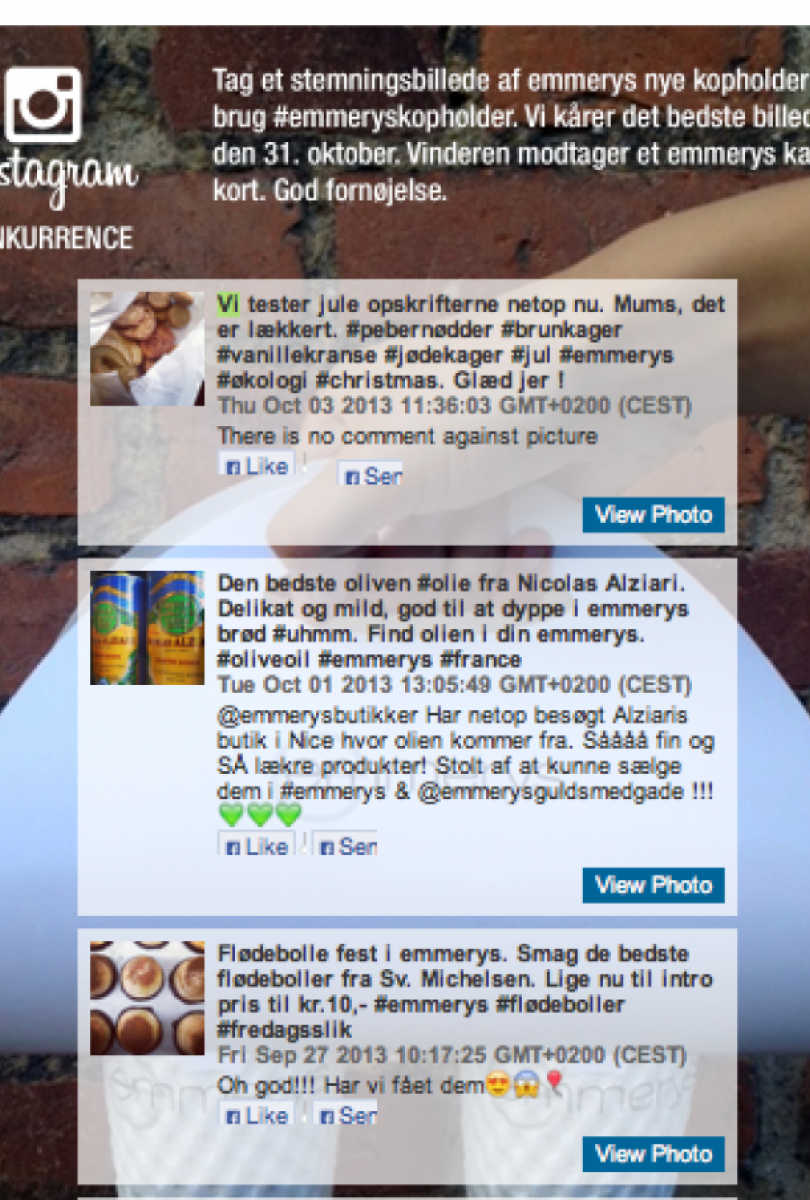 Tag et stemningsbillede af emmerys nye kopholder
brug #emmeryskopholder. Vi kårer det bedste billed
den 31. oktober. Vinderen modtager et emmerys ka
kort. God fornøjelse.
stagram
NKURRENCE
Vi tester jule opskrifterne netop nu. Mums, det
er lækkert. #pebernødder #brunkager
#vanillekranse #jødekager #jul #emmerys
#økologi #christmas. Glæd jer !
Thu Oct 03 2013 11:36:03 GMT+0200 (CEST)
There is no comment against picture
Like Sen
View Photo
Den bedste oliven #olie fra Nicolas Alziari.
Delikat og mild, god til at dyppe i emmerys
brød #uhmm. Find olien i din emmerys.
#oliveoil #emmerys #france
Tue Oct 01 2013 13:05:49 GMT+0200 (CEST)
@emmerysbutikker Har netop besøgt Alziaris
butik i Nice hvor olien kommer fra. Såååå fin og
SÅ lækre produkter! Stolt af at kunne sælge
dem i #emmerys & @emmerysguldsmedgade !!!
💚💚💚
Like Sen
View Photo
Flødebolle fest i emmerys. Smag de bedste
flødeboller fra Sv. Michelsen. Lige nu til intro
pris til kr.10,- #emmerys #flødeboller
#fredagsslik
Fri Sep 27 2013 10:17:25 GMT+0200 (CEST)
Oh god!!! Har vi fået dem😍😱🎈
Like Sen
View Photo
emmerys
emmerys